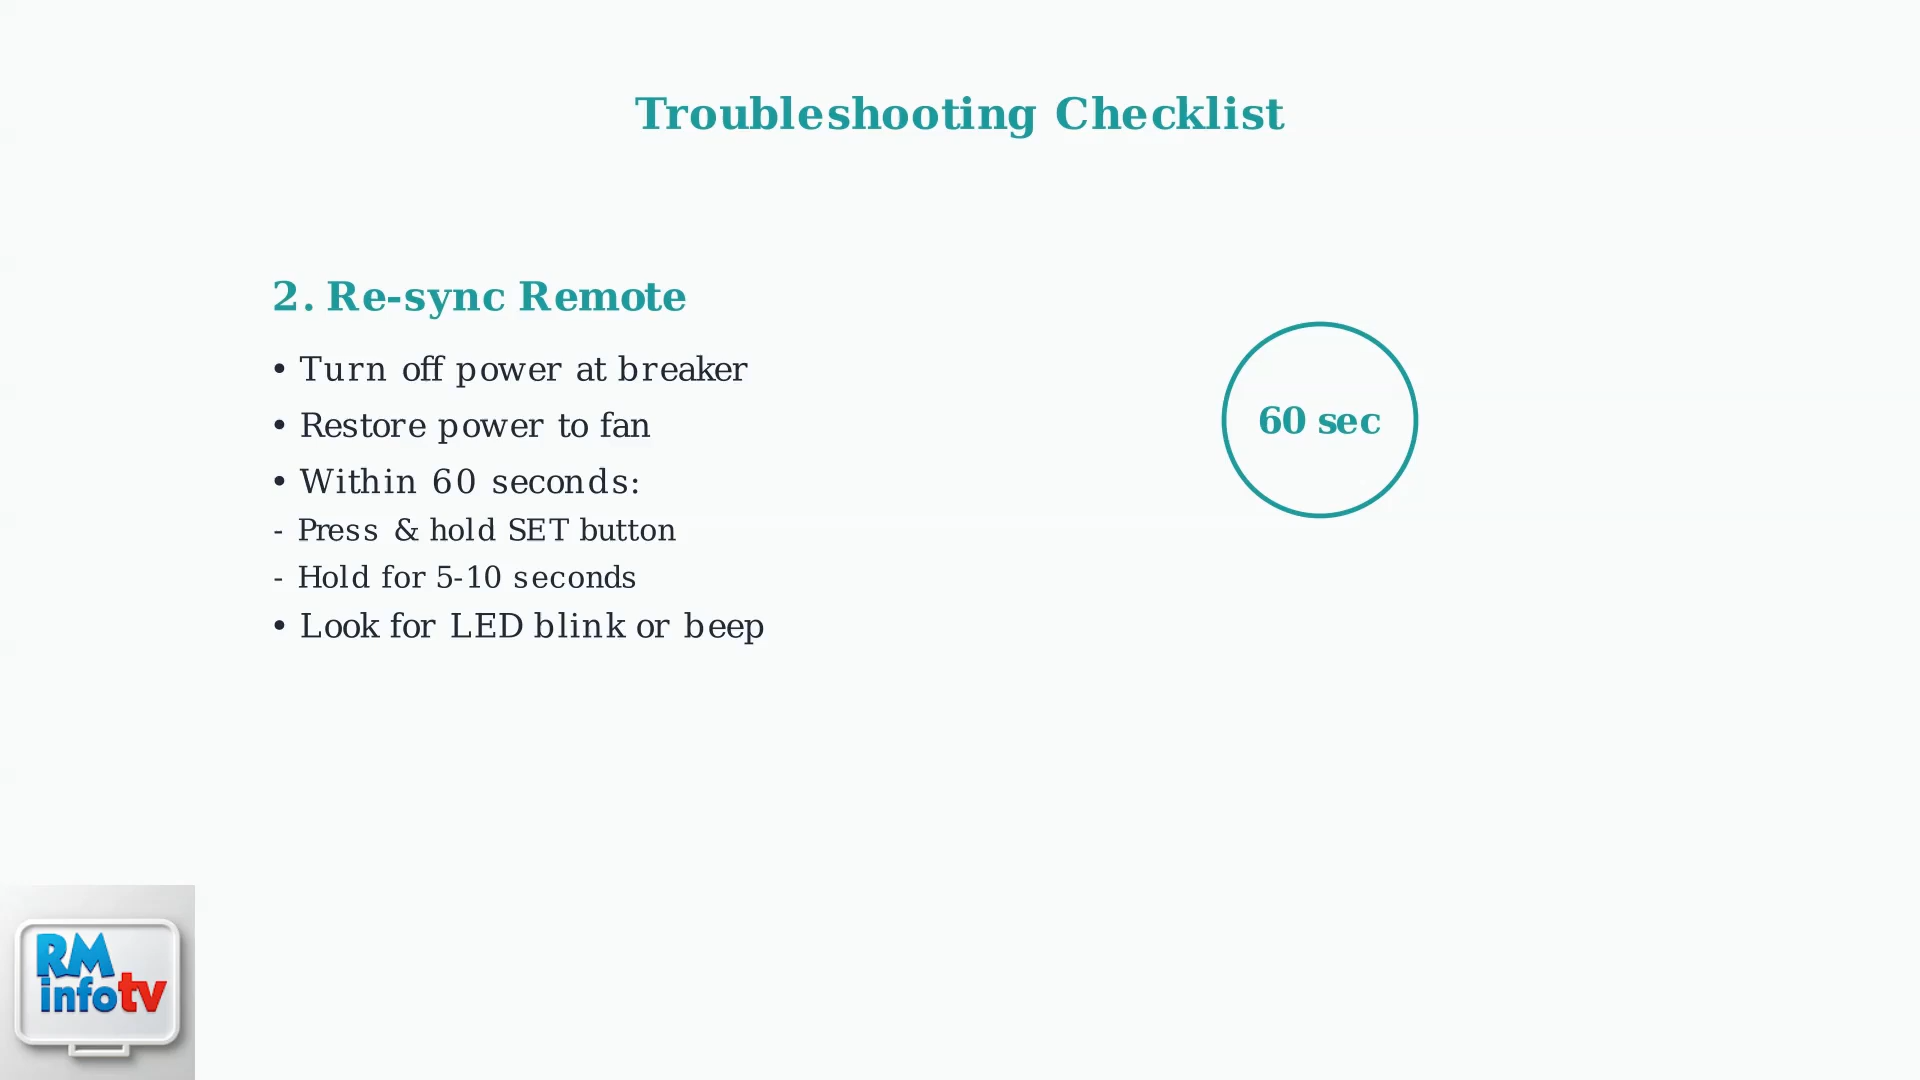 Troubleshooting Checklist
2. Re-sync Remote
• Turn off power at breaker
• Restore power to fan
• Within 60 seconds:
- Press & hold SET button
- Hold for 5-10 seconds
• Look for LED blink or beep
60 sec
RM
infotv